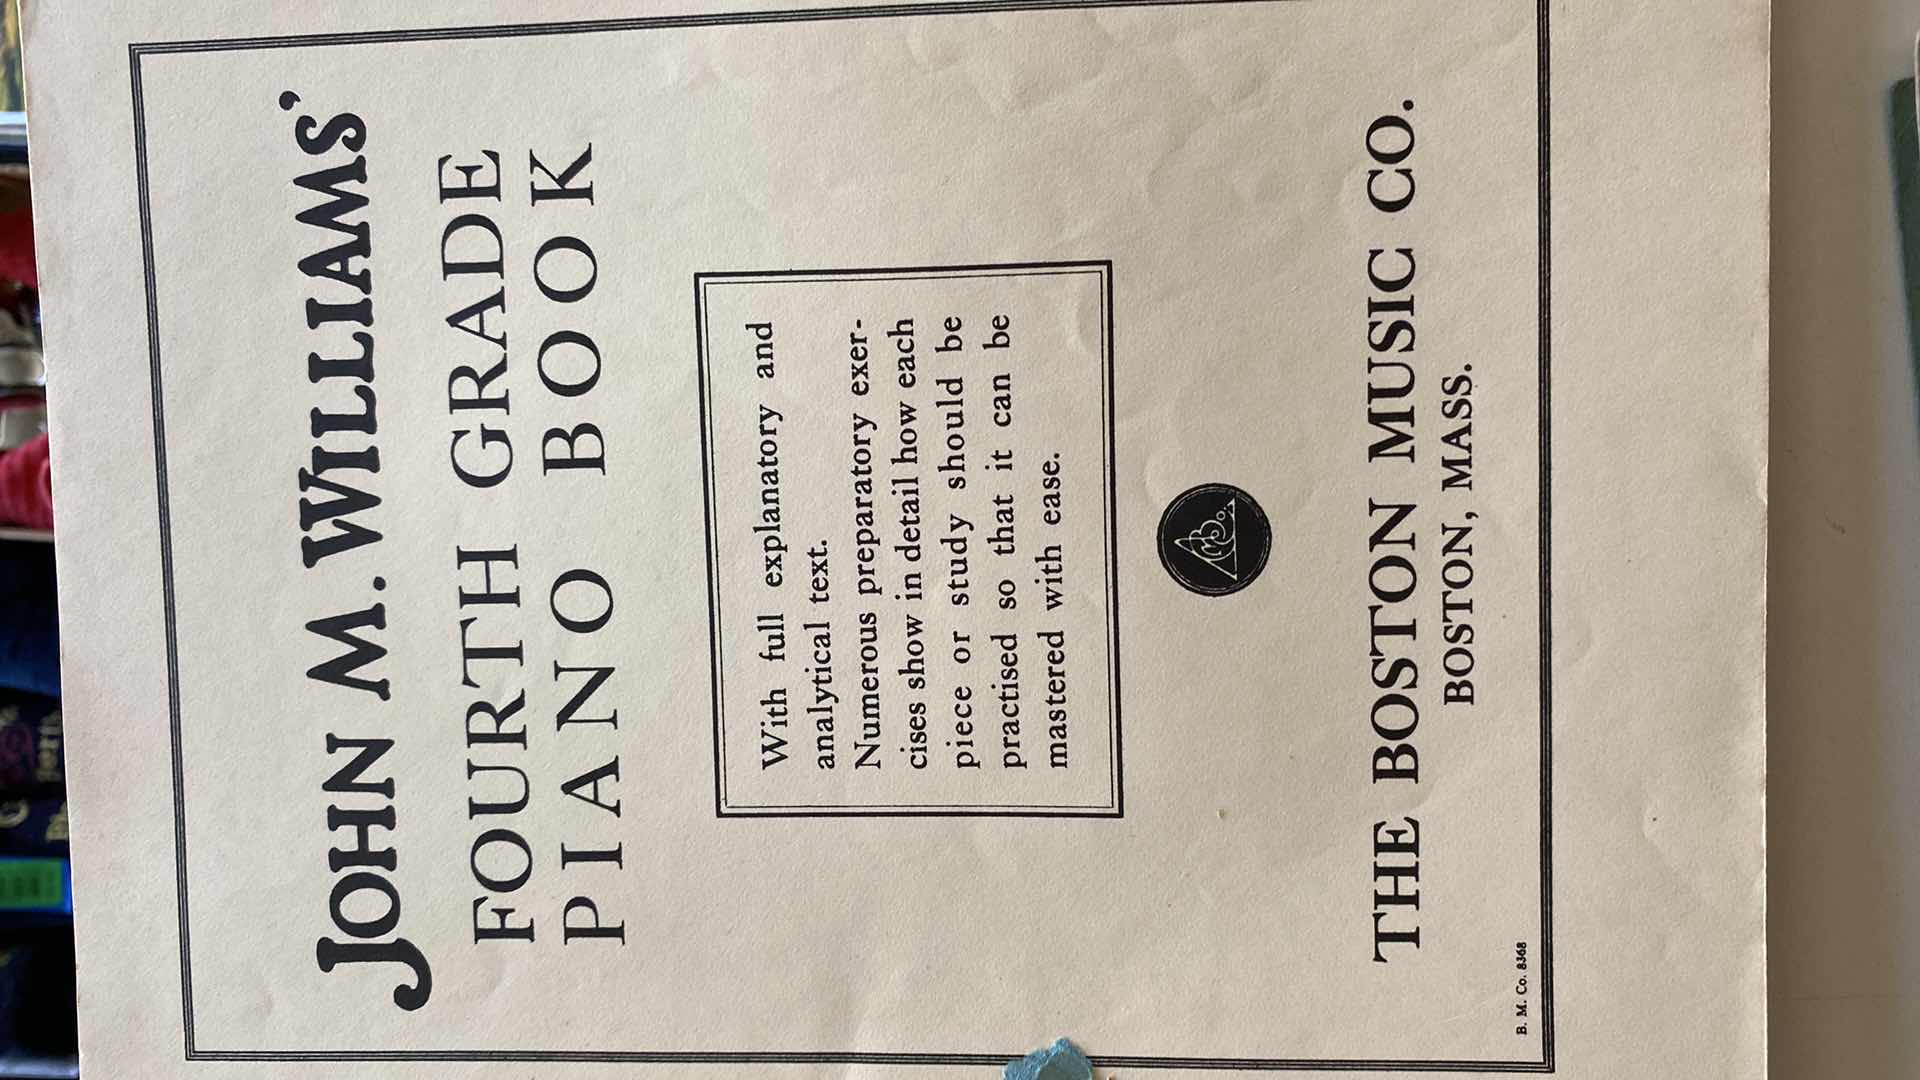 JOHN M. WILLIAMS'
FOURTH GRADE
PIANO BOOK
With full explanatory and
analytical text.
Numerous preparatory exer-
cises show in detail how each
piece or study should be
practised so that it can be
mastered with ease.
THE BOSTON MUSIC CO.
BOSTON, MASS.
B. M. Co. 8368